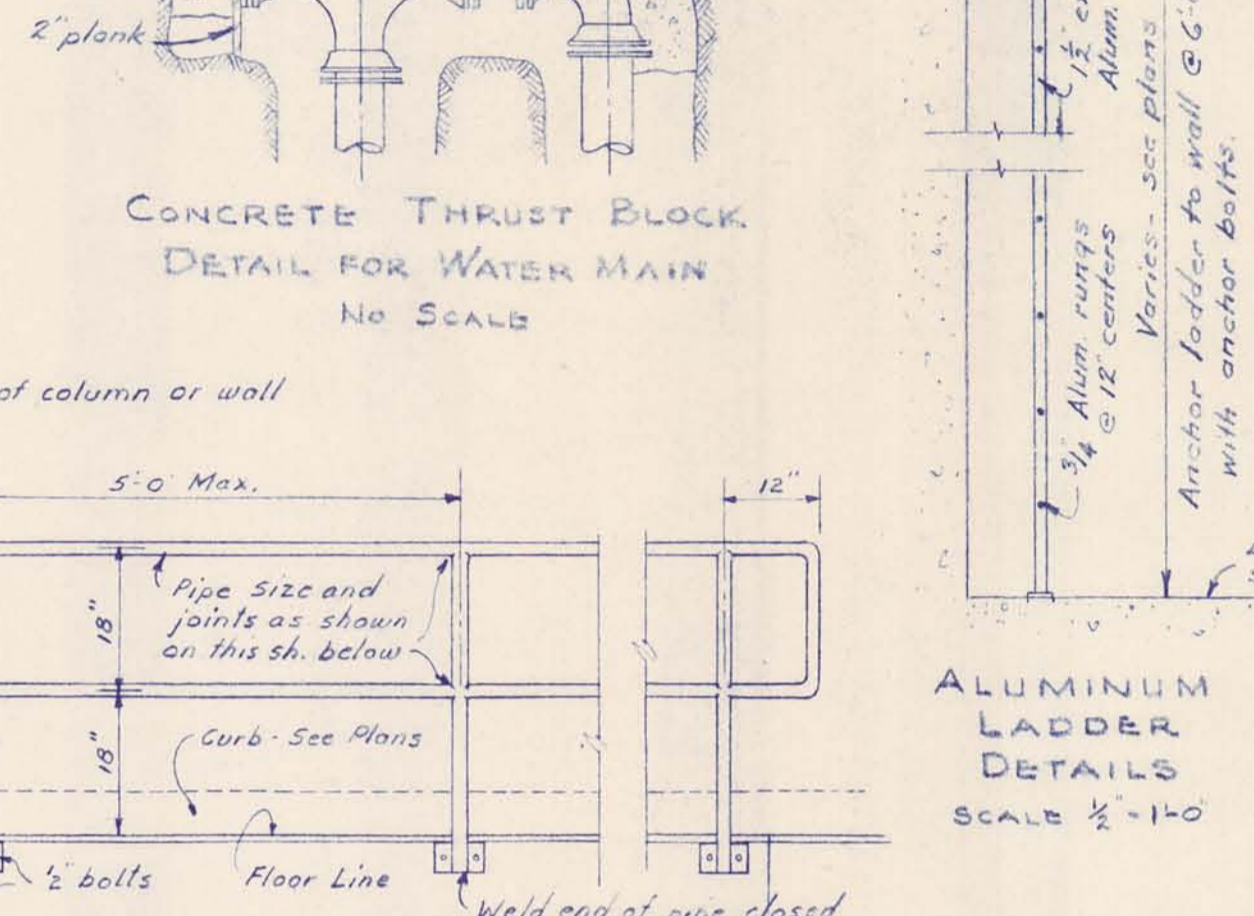 2" plank
CONCRETE THRUST BLOCK
DETAIL FOR WATER MAIN
NO SCALE
of column or wall
5'-0" Max.
12"
18"
Pipe size and
joints as shown
on this sh. below
18"
Curb - See Plans
1/2" bolts
Floor Line
Weld end of pipe closed
1 1/2"
Alum.
Varies - see plans
3/4" Alum. rungs
@ 12" centers
Anchor ladder to wall @ 6'-
with anchor bolts.
ALUMINUM
LADDER
DETAILS
SCALE 1/2" = 1'-0"